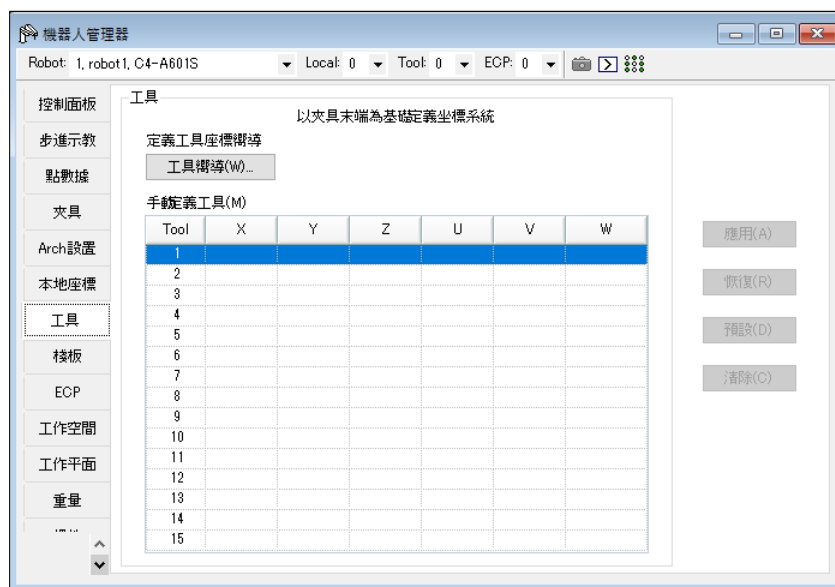 機器人管理器
Robot: 1, robot1, C4-A601S Local: 0 Tool: 0 ECP: 0
控制面板
步進示教
點數據
夾具
Arch設置
本地座標
工具
棧板
ECP
工作空間
工作平面
重量
工具
以夾具末端為基礎定義坐標系統
定義工具座標嚮導
工具嚮導(W)...
手動定義工具(M)
Tool X Y Z U V W
1
2
3
4
5
6
7
8
9
10
11
12
13
14
15
應用(A)
恢復(R)
預設(D)
清除(C)